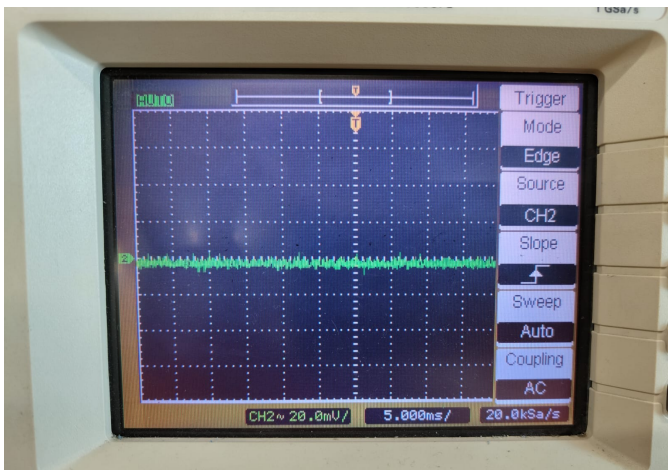 1 GSa/s
AUTO
T
T
2
Trigger
Mode
Edge
Source
CH2
Slope
Sweep
Auto
Coupling
AC
CH2~ 20.0mV/ 5.000ms/ 20.0kSa/s